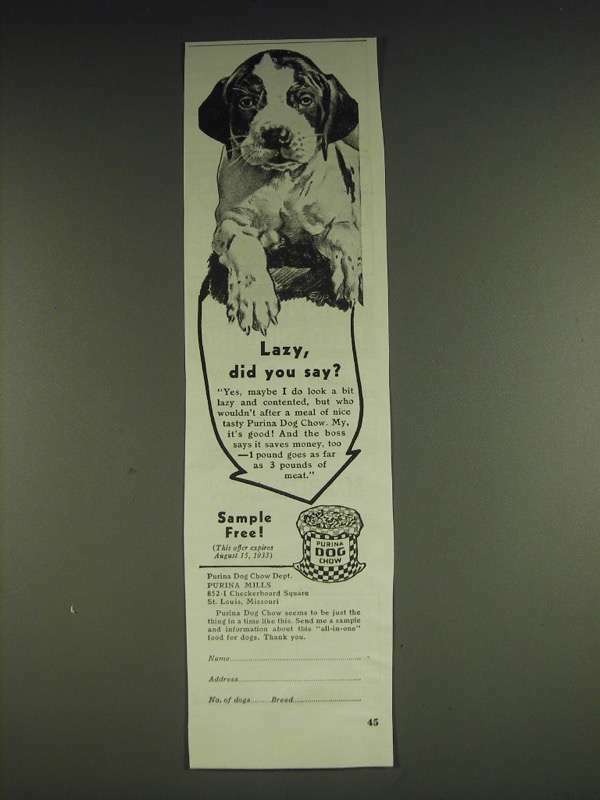 Lazy,
did you say?
"Yes, maybe I do look a bit
lazy and contented, but who
wouldn't after a meal of nice
tasty Purina Dog Chow. My,
it's good! And the boss
says it saves money, too
—1 pound goes as far
as 3 pounds of
meat."
Sample
Free!
(This offer expires
August 15, 1933)
PURINA
DOG
CHOW
Purina Dog Chow Dept.
PURINA MILLS
852-I Checkerboard Square
St. Louis, Missouri
Purina Dog Chow seems to be just the
thing in a time like this. Send me a sample
and information about this "all-in-one"
food for dogs. Thank you.
Name
Address
No. of dogs...... Breed
45